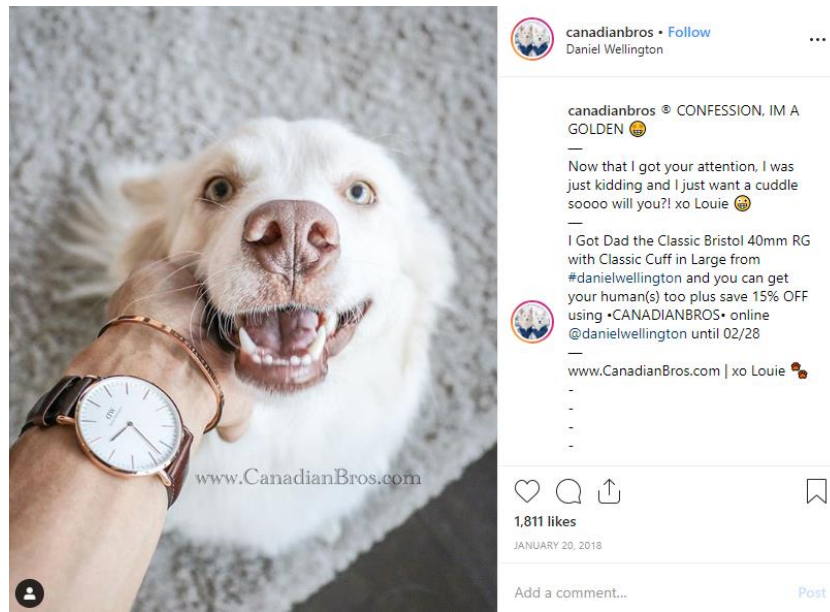 canadianbros • Follow
Daniel Wellington
canadianbros ® CONFESSION, IM A
GOLDEN 🤩
—
Now that I got your attention, I was
just kidding and I just want a cuddle
soooo will you?! xo Louie 😀
—
I Got Dad the Classic Bristol 40mm RG
with Classic Cuff in Large from
#danielwellington and you can get
your human(s) too plus save 15% OFF
using •CANADIANBROS• online
@danielwellington until 02/28
—
www.CanadianBros.com | xo Louie 🐾
-
-
-
-
DW
www.CanadianBros.com
1,811 likes
JANUARY 20, 2018
Add a comment...
Post